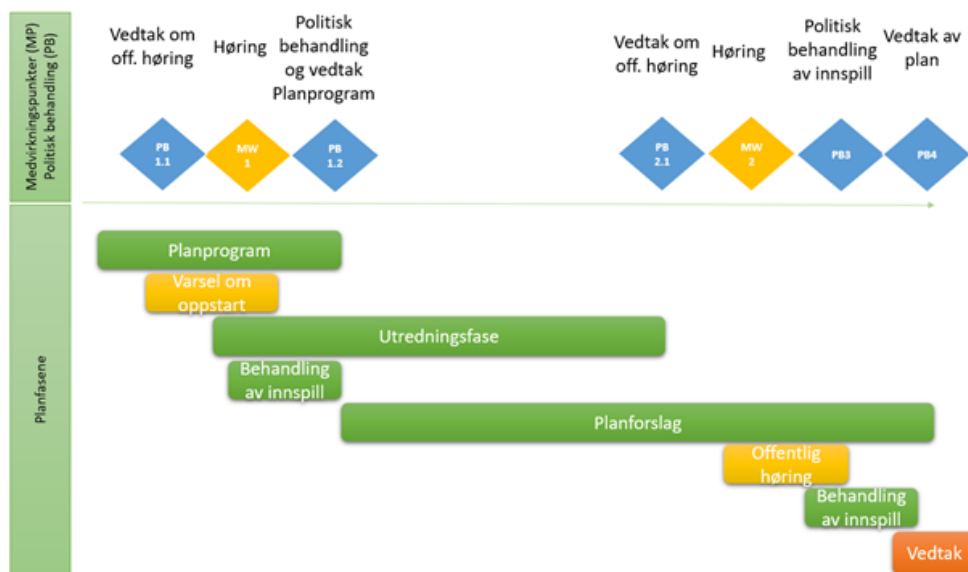 Medvirkningspunkter (MP)
Politisk behandling (PB)
Vedtak om
off. høring
Høring
Politisk
behandling
og vedtak
Planprogram
Vedtak om
off. høring
Høring
Politisk
behandling
av innspill
Vedtak av
plan
PB
1.1
MW
1
PB
1.2
PB
2.1
MW
2
PB3
PB4
Planfasene
Planprogram
Varsel om
oppstart
Utredningsfase
Behandling
av innspill
Planforslag
Offentlig
høring
Behandling
av innspill
Vedtak